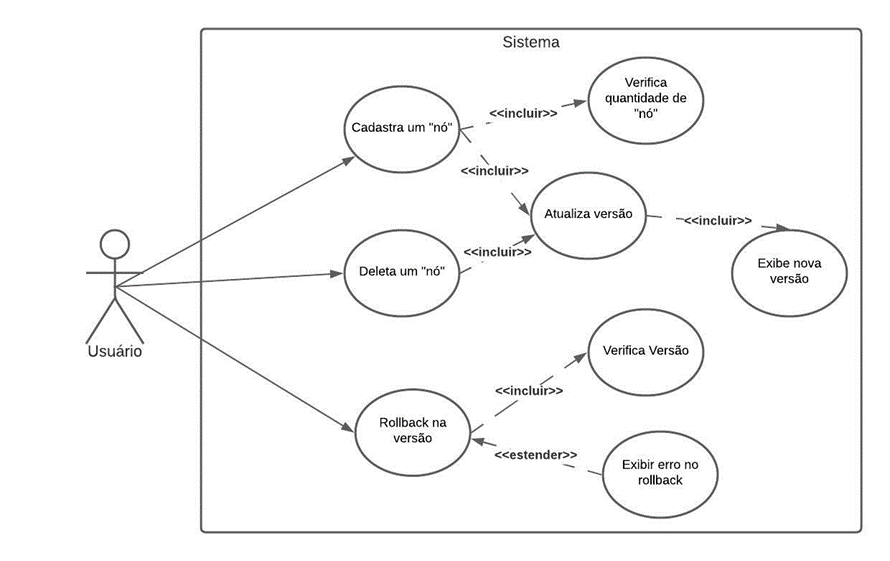 Sistema
Verifica
quantidade de
"nó"
<<incluir>>
Cadastra um "nó"
<<incluir>>
Atualiza versão
<<incluir>>
<<incluir>>
Deleta um "nó"
Exibe nova
versão
Usuário
Verifica Versão
<<incluir>>
Rollback na
versão
<<estender>>
Exibir erro no
rollback